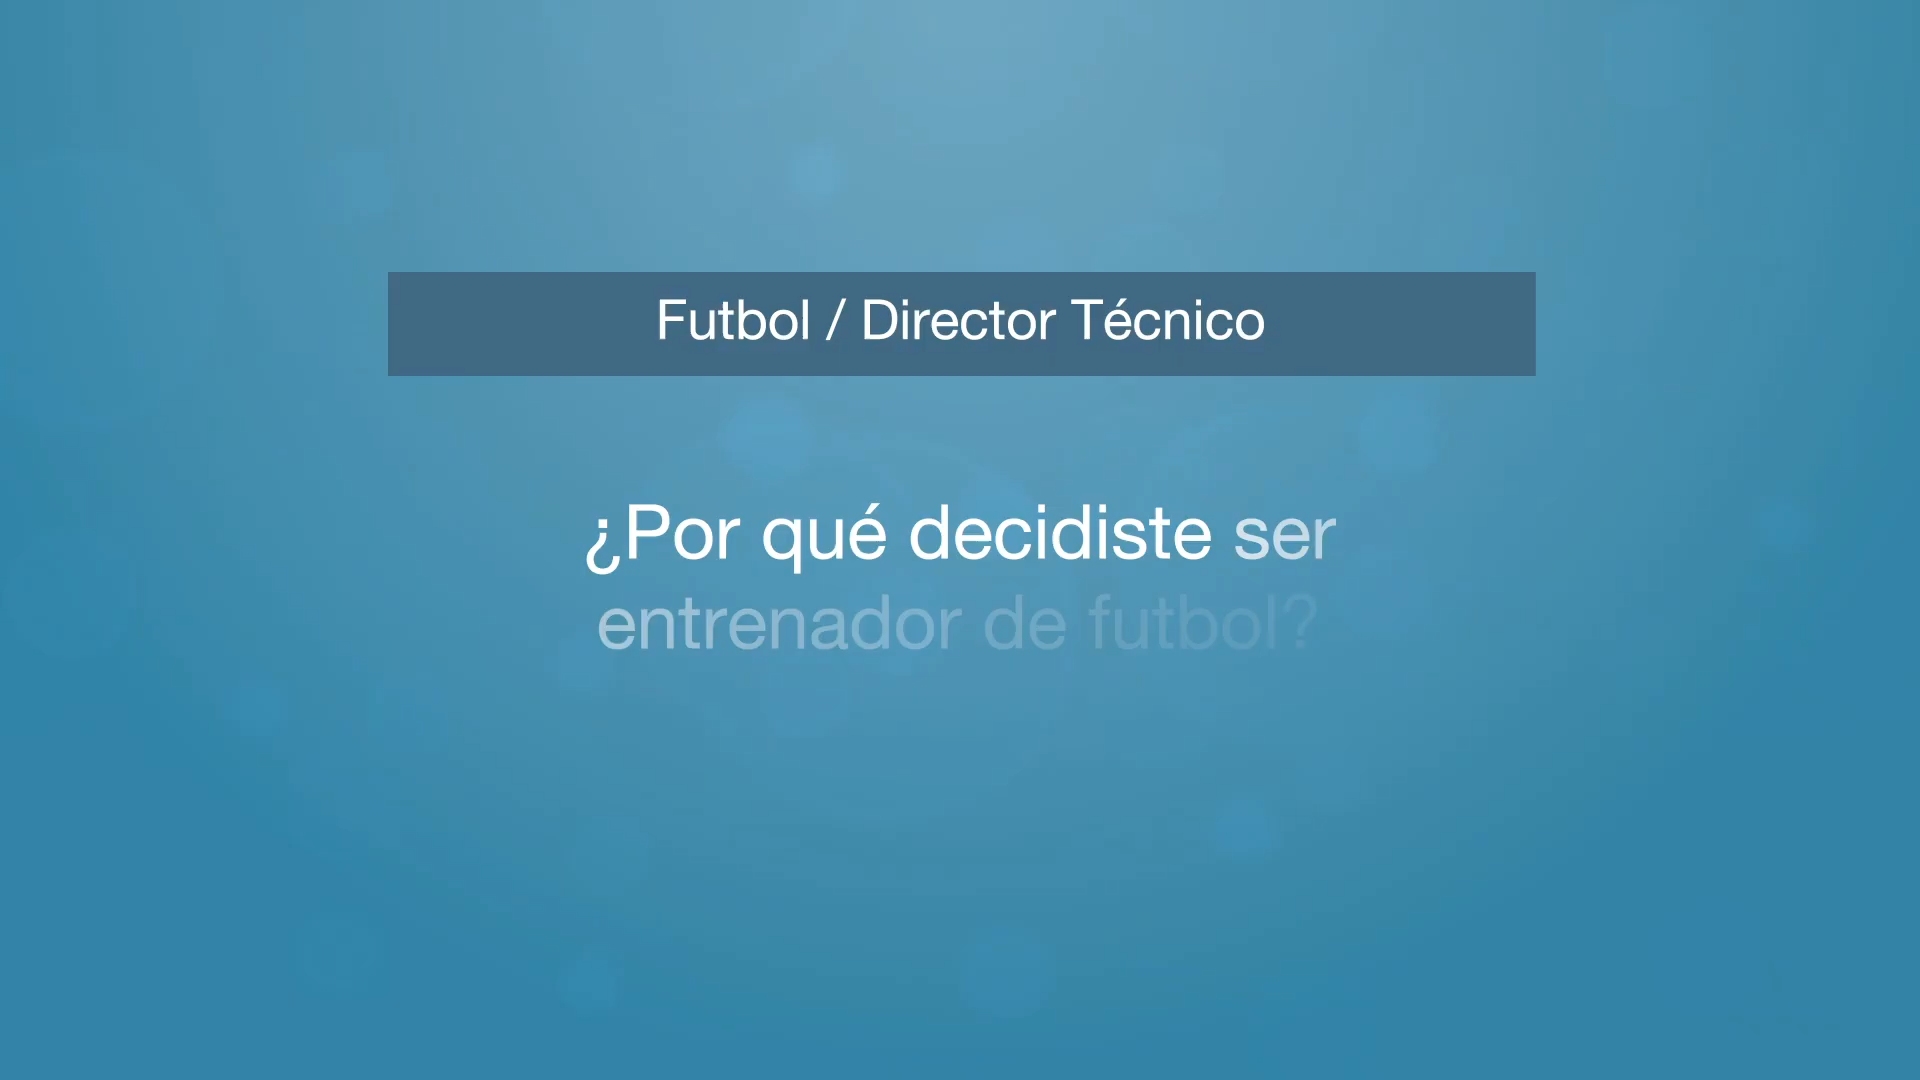 Futbol / Director Técnico
¿Por qué decidiste ser
entrenador de futbol?